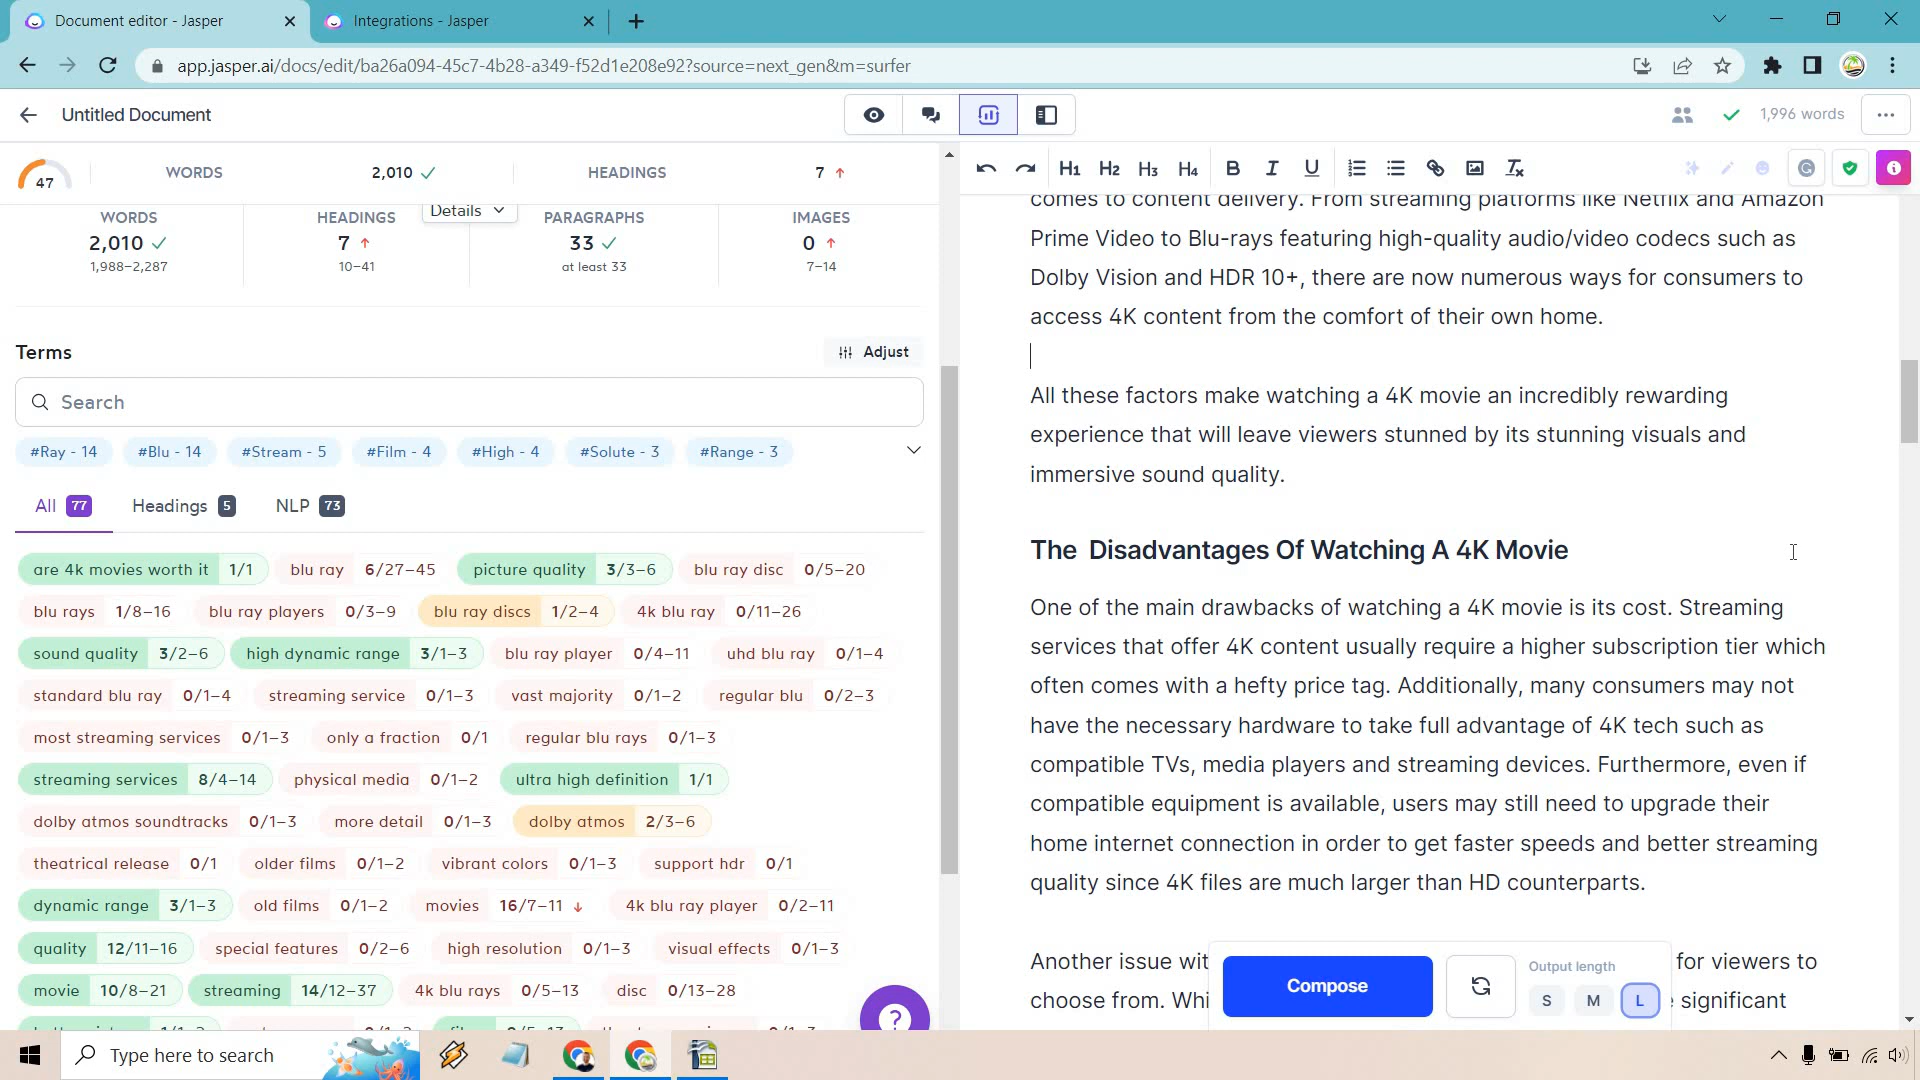 Document editor - Jasper
Integrations - Jasper
app.jasper.ai/docs/edit/ba26a094-45c7-4b28-a349-f52d1e208e92?source=next_gen&m=surfer
Untitled Document
1,996 words
47
WORDS 2,010
HEADINGS 7
Details
WORDS HEADINGS PARAGRAPHS IMAGES
2,010 7 33 0
1,988–2,287 10–41 at least 33 7–14
Terms
Adjust
Search
#Ray - 14 #Blu - 14 #Stream - 5 #Film - 4 #High - 4 #Solute - 3 #Range - 3
All 77 Headings 5 NLP 73
are 4k movies worth it 1/1 blu ray 6/27–45 picture quality 3/3–6 blu ray disc 0/5–20
blu rays 1/8–16 blu ray players 0/3–9 blu ray discs 1/2–4 4k blu ray 0/11–26
sound quality 3/2–6 high dynamic range 3/1–3 blu ray player 0/4–11 uhd blu ray 0/1–4
standard blu ray 0/1–4 streaming service 0/1–3 vast majority 0/1–2 regular blu 0/2–3
most streaming services 0/1–3 only a fraction 0/1 regular blu rays 0/1–3
streaming services 8/4–14 physical media 0/1–2 ultra high definition 1/1
dolby atmos soundtracks 0/1–3 more detail 0/1–3 dolby atmos 2/3–6
theatrical release 0/1 older films 0/1–2 vibrant colors 0/1–3 support hdr 0/1
dynamic range 3/1–3 old films 0/1–2 movies 16/7–11 4k blu ray player 0/2–11
quality 12/11–16 special features 0/2–6 high resolution 0/1–3 visual effects 0/1–3
movie 10/8–21 streaming 14/12–37 4k blu rays 0/5–13 disc 0/13–28
?
H1 H2 H3 H4 B I U
comes to content delivery. From streaming platforms like Netflix and Amazon
Prime Video to Blu-rays featuring high-quality audio/video codecs such as
Dolby Vision and HDR 10+, there are now numerous ways for consumers to
access 4K content from the comfort of their own home.
All these factors make watching a 4K movie an incredibly rewarding
experience that will leave viewers stunned by its stunning visuals and
immersive sound quality.
The Disadvantages Of Watching A 4K Movie
One of the main drawbacks of watching a 4K movie is its cost. Streaming
services that offer 4K content usually require a higher subscription tier which
often comes with a hefty price tag. Additionally, many consumers may not
have the necessary hardware to take full advantage of 4K tech such as
compatible TVs, media players and streaming devices. Furthermore, even if
compatible equipment is available, users may still need to upgrade their
home internet connection in order to get faster speeds and better streaming
quality since 4K files are much larger than HD counterparts.
Another issue wit for viewers to
choose from. Whi significant
Compose
Output length
S M L
Type here to search